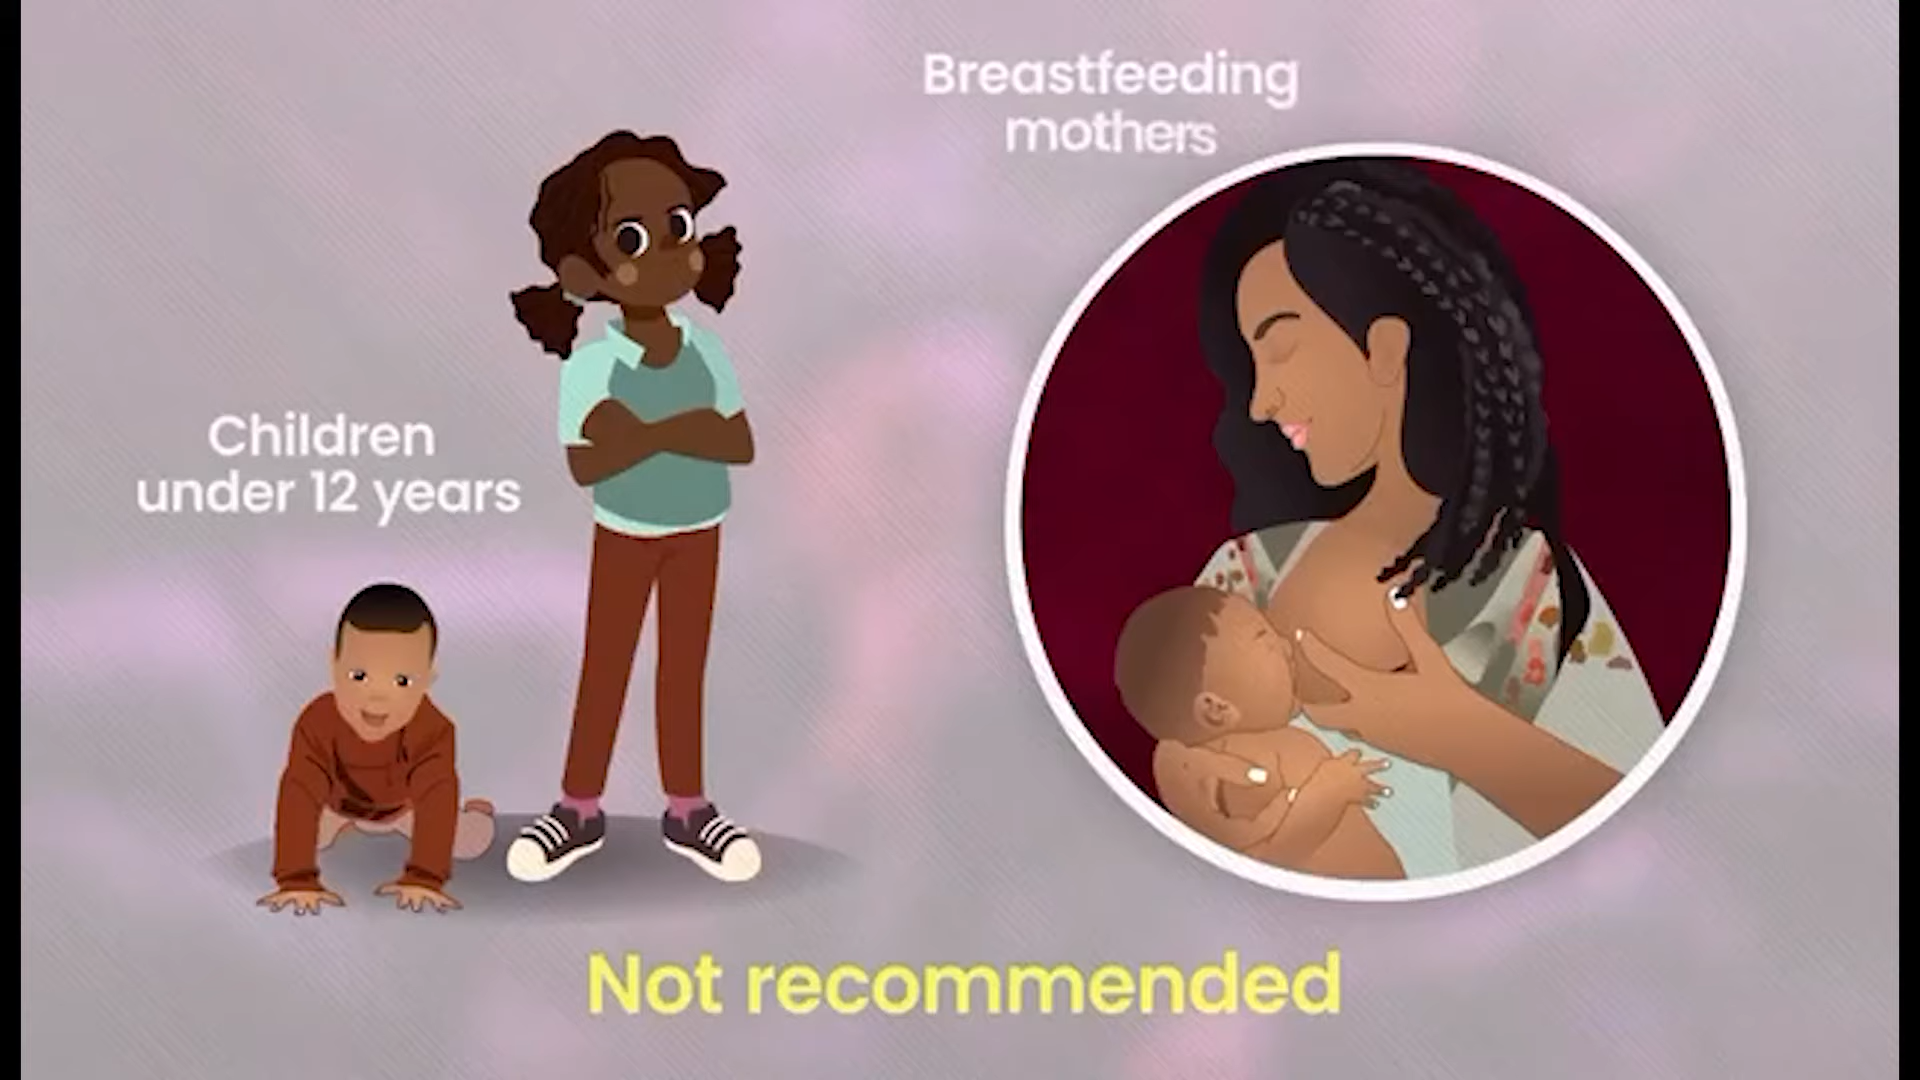 Breastfeeding
mothers
Children
under 12 years
Not recommended